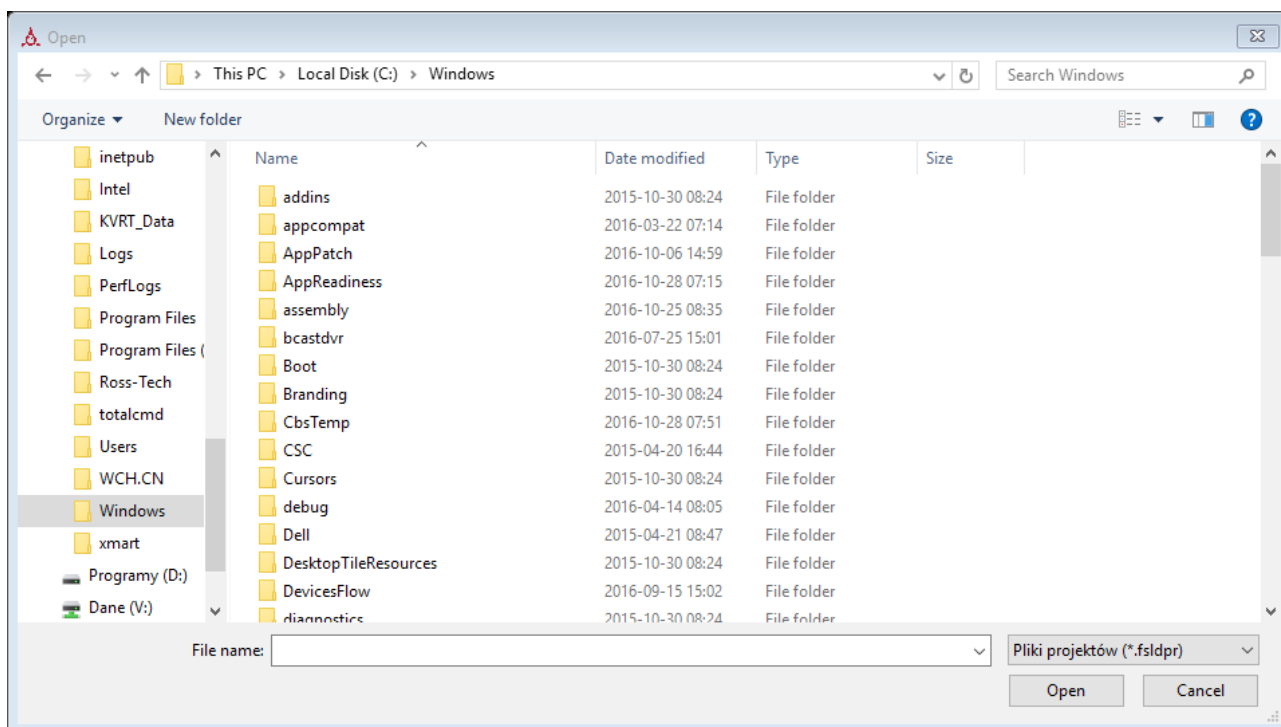 Open
This PC > Local Disk (C:) > Windows
Search Windows
Organize
New folder
inetpub
Intel
KVRT_Data
Logs
PerfLogs
Program Files
Program Files (
Ross-Tech
totalcmd
Users
WCH.CN
Windows
xmart
Programy (D:)
Dane (V:)
Name Date modified Type Size
addins 2015-10-30 08:24 File folder
appcompat 2016-03-22 07:14 File folder
AppPatch 2016-10-06 14:59 File folder
AppReadiness 2016-10-28 07:15 File folder
assembly 2016-10-25 08:35 File folder
bcastdvr 2016-07-25 15:01 File folder
Boot 2015-10-30 08:24 File folder
Branding 2015-10-30 08:24 File folder
CbsTemp 2016-10-28 07:51 File folder
CSC 2015-04-20 16:44 File folder
Cursors 2015-10-30 08:24 File folder
debug 2016-04-14 08:05 File folder
Dell 2015-04-21 08:47 File folder
DesktopTileResources 2015-10-30 08:24 File folder
DevicesFlow 2016-09-15 15:02 File folder
diagnostics 2015-10-30 08:24 File folder
File name:
Pliki projektów (*.fsldpr)
Open
Cancel